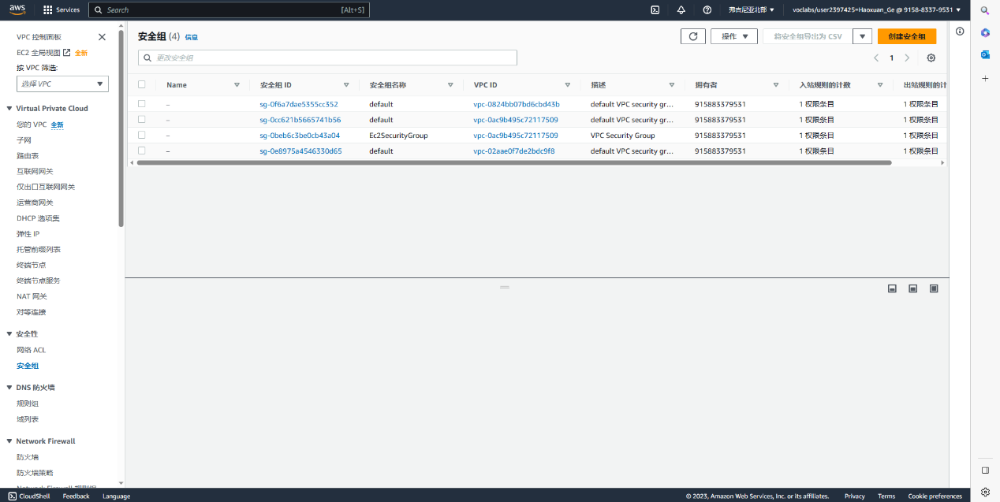 aws
Services
Search
[Alt+S]
弗吉尼亚北部
voclabs/user2397425=Haoxuan_Ge @ 9158-8337-9531
VPC 控制面板
EC2 全局视图 全新
按 VPC 筛选:
选择 VPC
Virtual Private Cloud
您的 VPC 全新
子网
路由表
互联网网关
仅出口互联网网关
运营商网关
DHCP 选项集
弹性 IP
托管前缀列表
终端节点
终端节点服务
NAT 网关
对等连接
安全性
网络 ACL
安全组
DNS 防火墙
规则组
域列表
Network Firewall
防火墙
防火墙策略
Network Firewall 规则组
安全组 (4) 信息
操作
将安全组导出为 CSV
创建安全组
更改安全组
1
Name 安全组 ID 安全组名称 VPC ID 描述 拥有者 入站规则的计数 出站规则的计
– sg-0f6a7dae5355cc352 default vpc-0824bb07bd6cbd43b default VPC security gr... 915883379531 1 权限条目 1 权限条目
– sg-0cc621b5665741b56 default vpc-0ac9b495c72117509 default VPC security gr... 915883379531 1 权限条目 1 权限条目
– sg-0beb6c3be0cb43a04 Ec2SecurityGroup vpc-0ac9b495c72117509 VPC Security Group 915883379531 1 权限条目 1 权限条目
– sg-0e8975a4546330d65 default vpc-02aae0f7de2bdc9f8 default VPC security gr... 915883379531 1 权限条目 1 权限条目
CloudShell Feedback Language
© 2023, Amazon Web Services, Inc. or its affiliates. Privacy Terms Cookie preferences